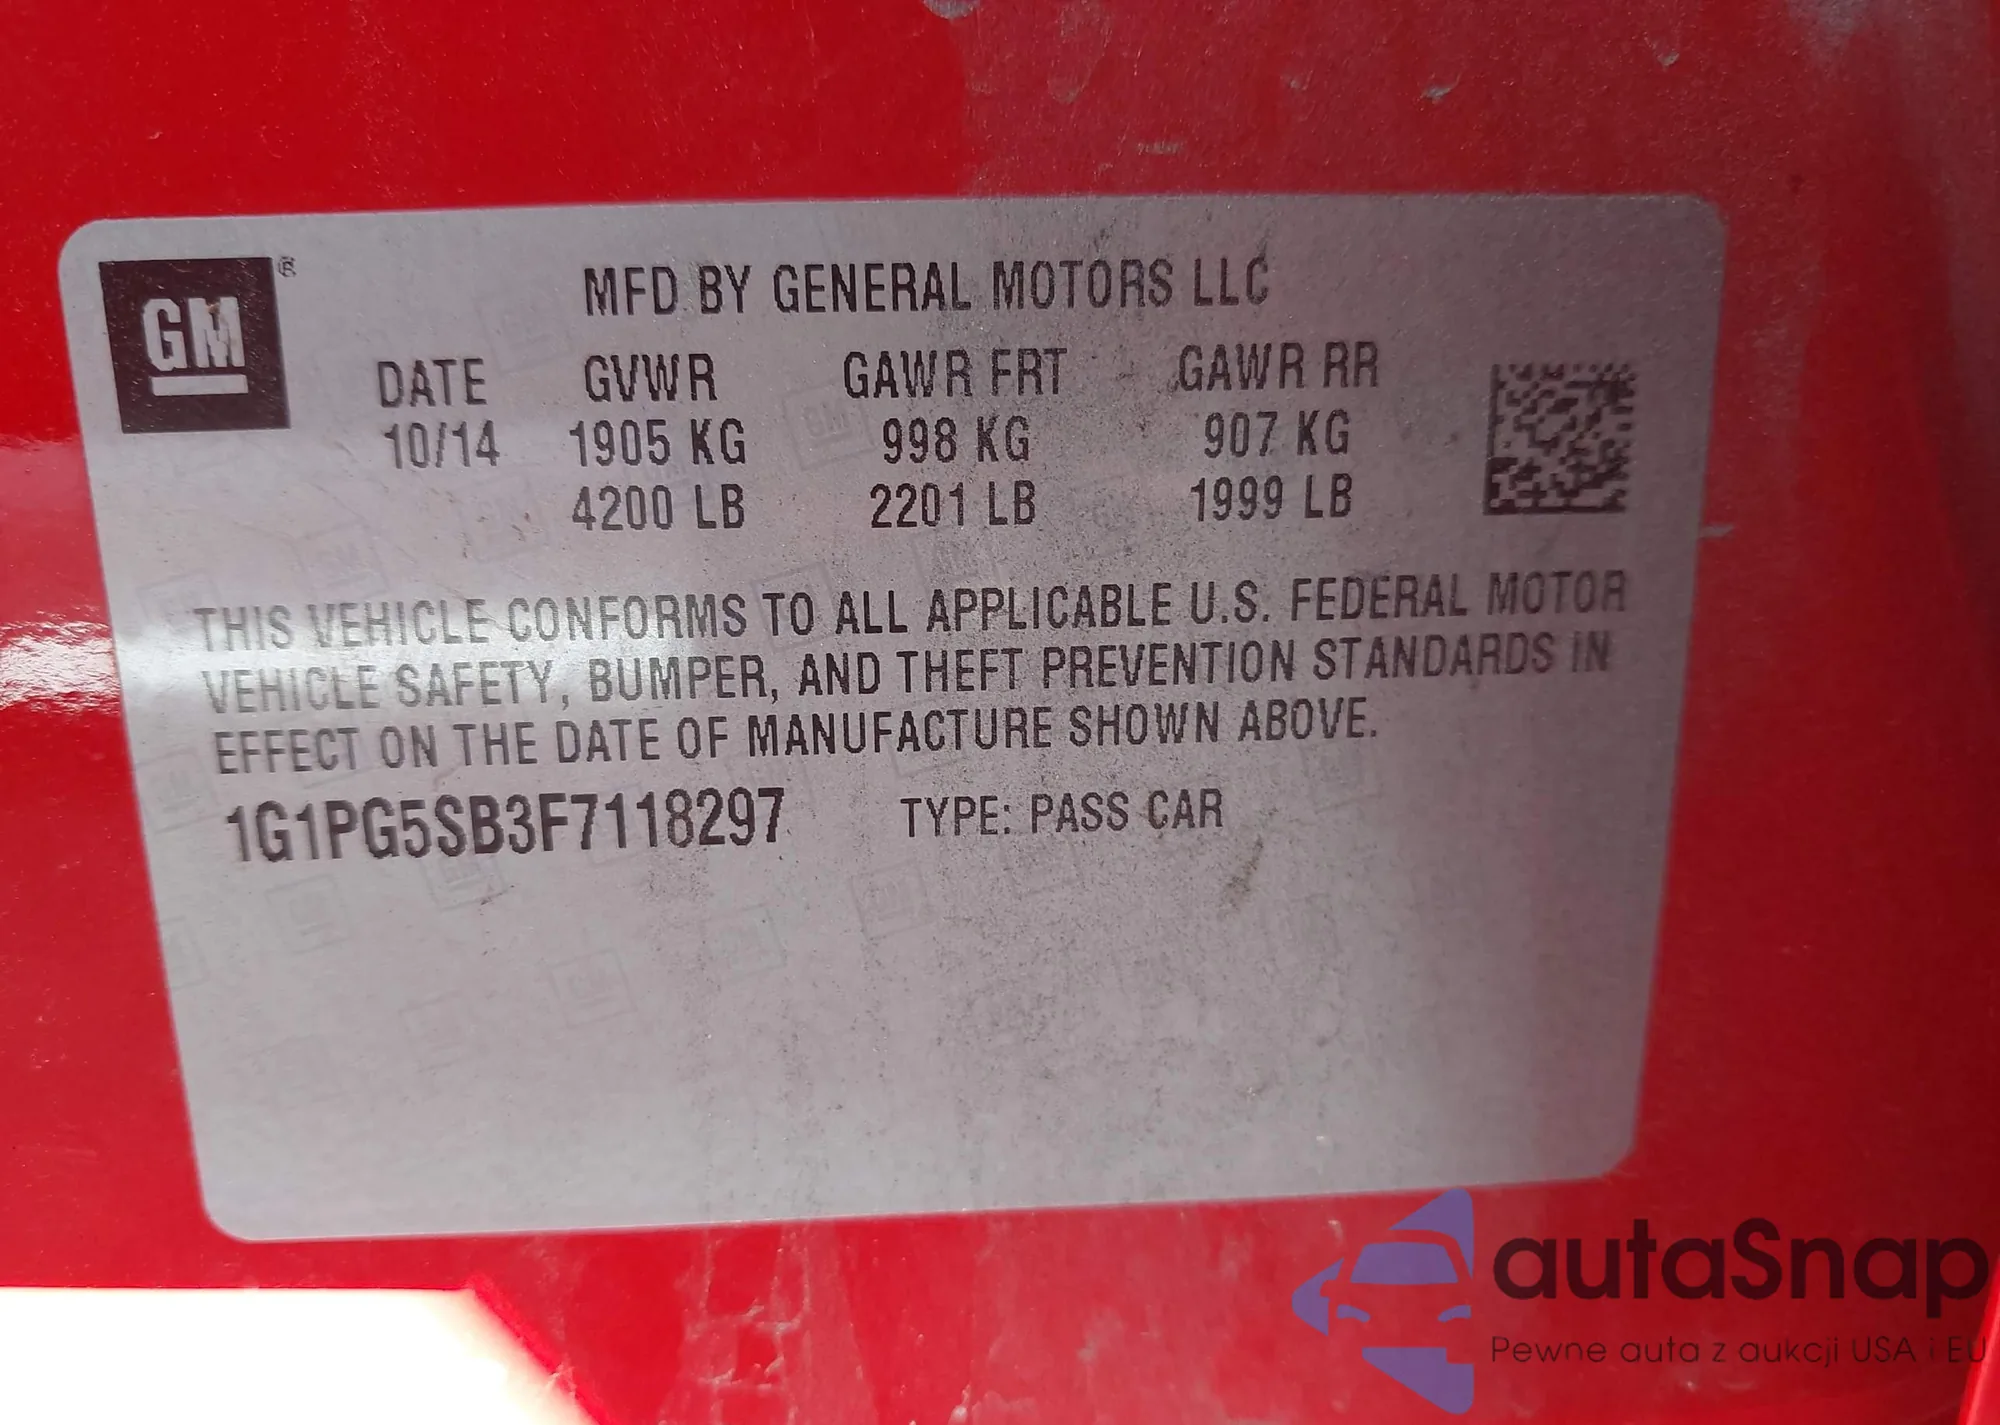 GM®
MFD BY GENERAL MOTORS LLC
DATE GVWR GAWR FRT GAWR RR
10/14 1905 KG 998 KG 907 KG
4200 LB 2201 LB 1999 LB
THIS VEHICLE CONFORMS TO ALL APPLICABLE U.S. FEDERAL MOTOR
VEHICLE SAFETY, BUMPER, AND THEFT PREVENTION STANDARDS IN
EFFECT ON THE DATE OF MANUFACTURE SHOWN ABOVE.
1G1PG5SB3F7118297 TYPE: PASS CAR
autaSnap
Pewne auta z aukcji USA i EU